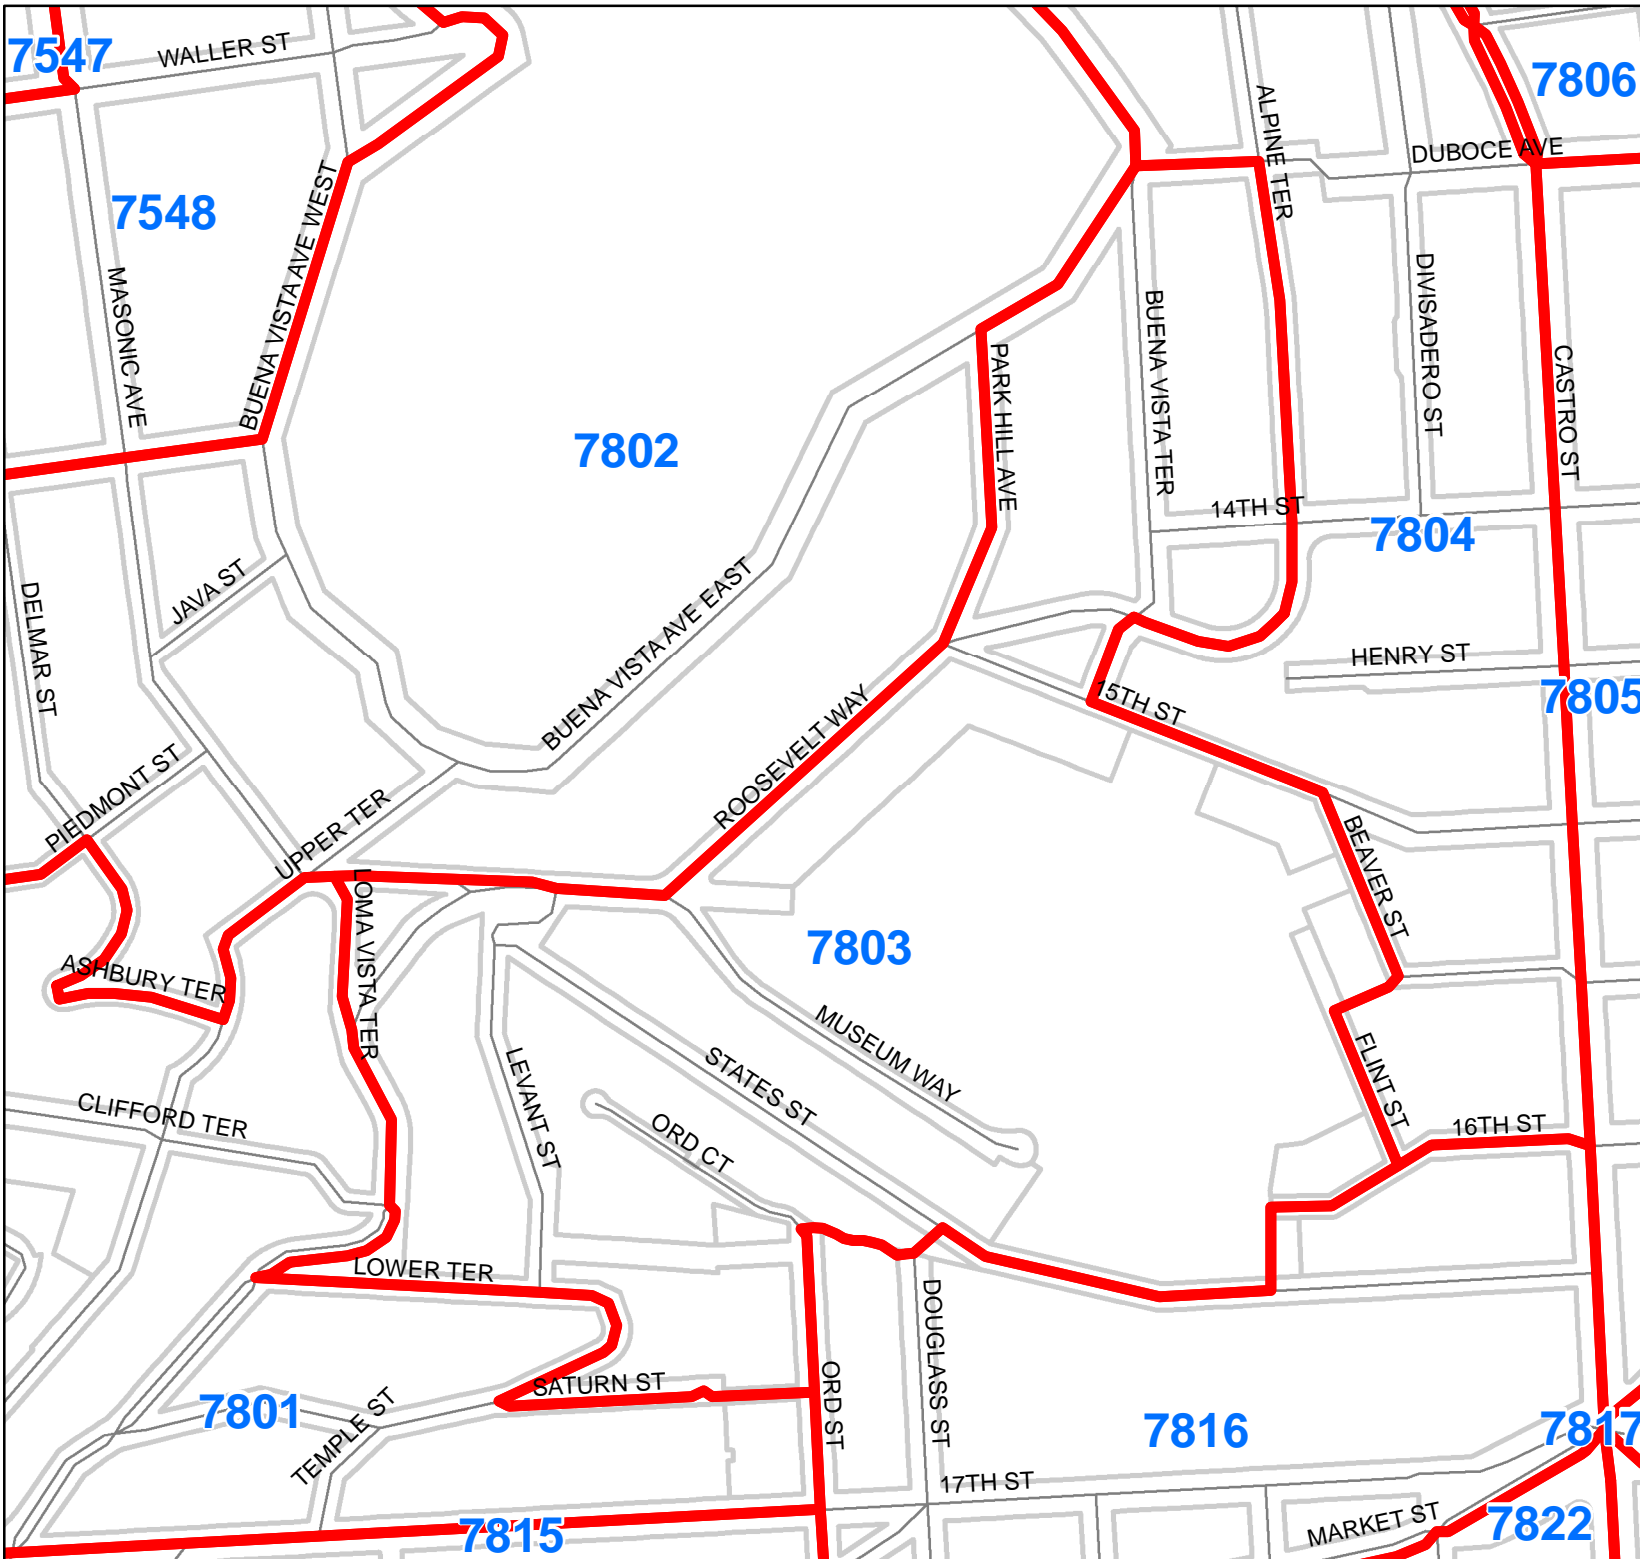 7547
WALLER ST
7806
ALPINE TER
DUBOCE AVE
7548
BUENA VISTA AVE WEST
MASONIC AVE
DIVISADERO ST
BUENA VISTA TER
PARK HILL AVE
CASTRO ST
7802
14TH ST
7804
JAVA ST
DELMAR ST
BUENA VISTA AVE EAST
HENRY ST
7805
15TH ST
ROOSEVELT WAY
PIEDMONT ST
UPPER TER
BEAVER ST
LOMA VISTA TER
7803
ASHBURY TER
MUSEUM WAY
FLINT ST
LEVANT ST
STATES ST
CLIFFORD TER
ORD CT
16TH ST
LOWER TER
DOUGLASS ST
SATURN ST
ORD ST
7801
TEMPLE ST
7816
7817
17TH ST
MARKET ST
7822
7815